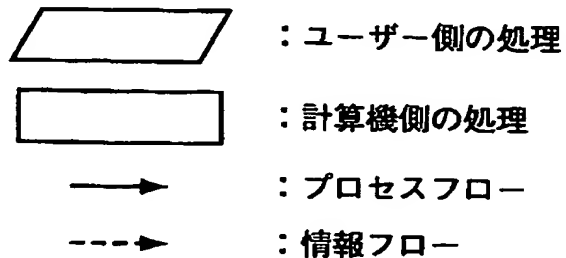 ：ユーザー側の処理
：計算機側の処理
：プロセスフロー
：情報フロー